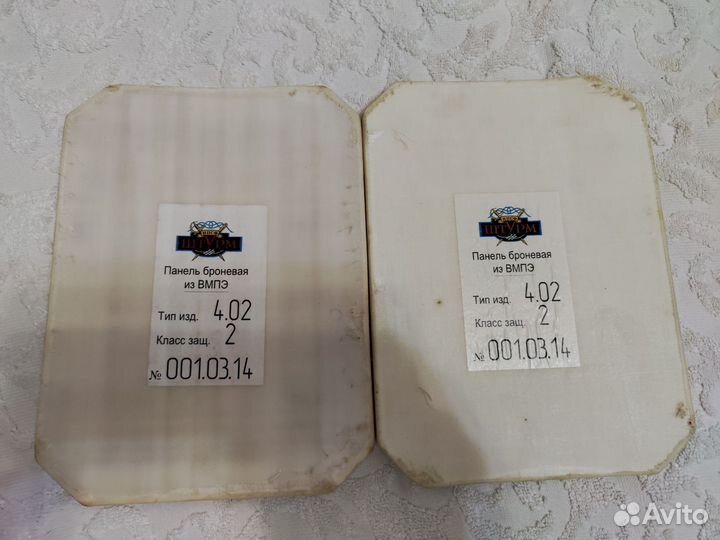 ШТУРМ
Панель броневая
из ВМПЭ
Тип изд. 4.02
Класс защ. 2
№ 001.03.14
ШТУРМ
Панель броневая
из ВМПЭ
Тип изд. 4.02
Класс защ. 2
№ 001.03.14
Avito